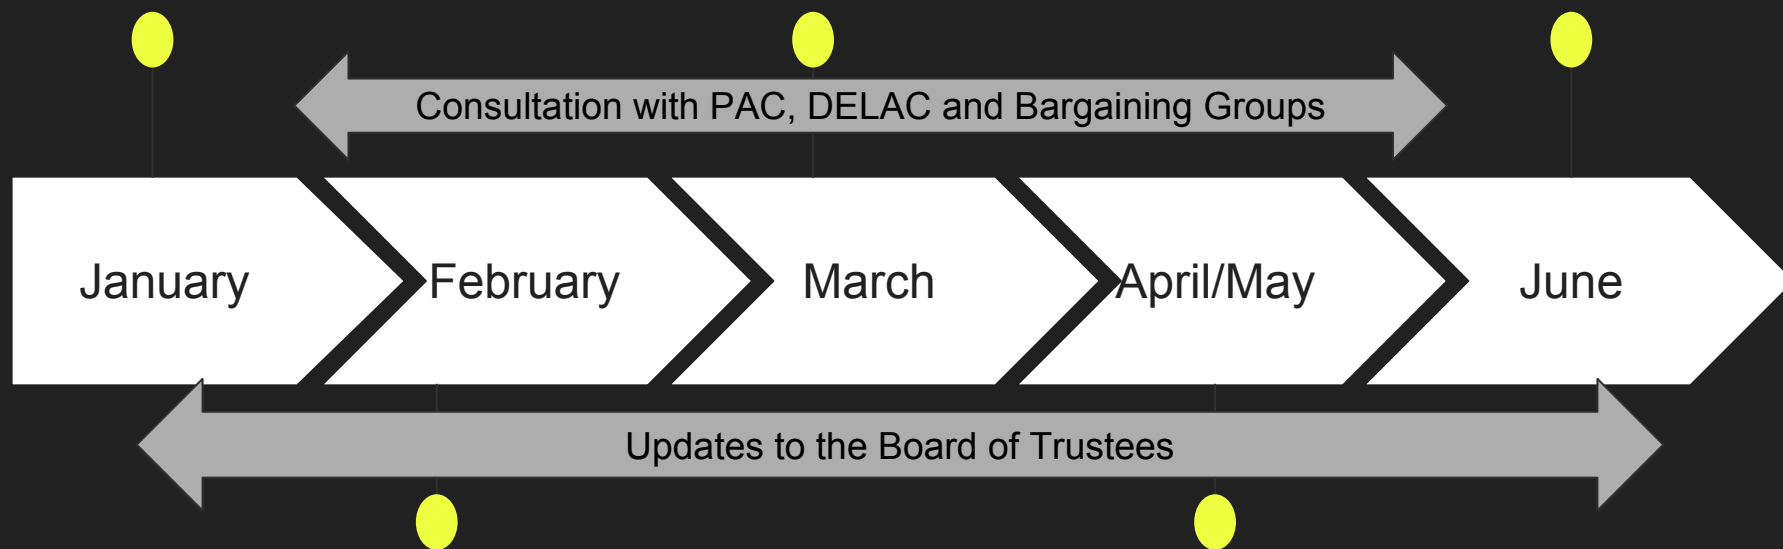 Consultation with PAC, DELAC and Bargaining Groups
January
February
March
April/May
June
Updates to the Board of Trustees